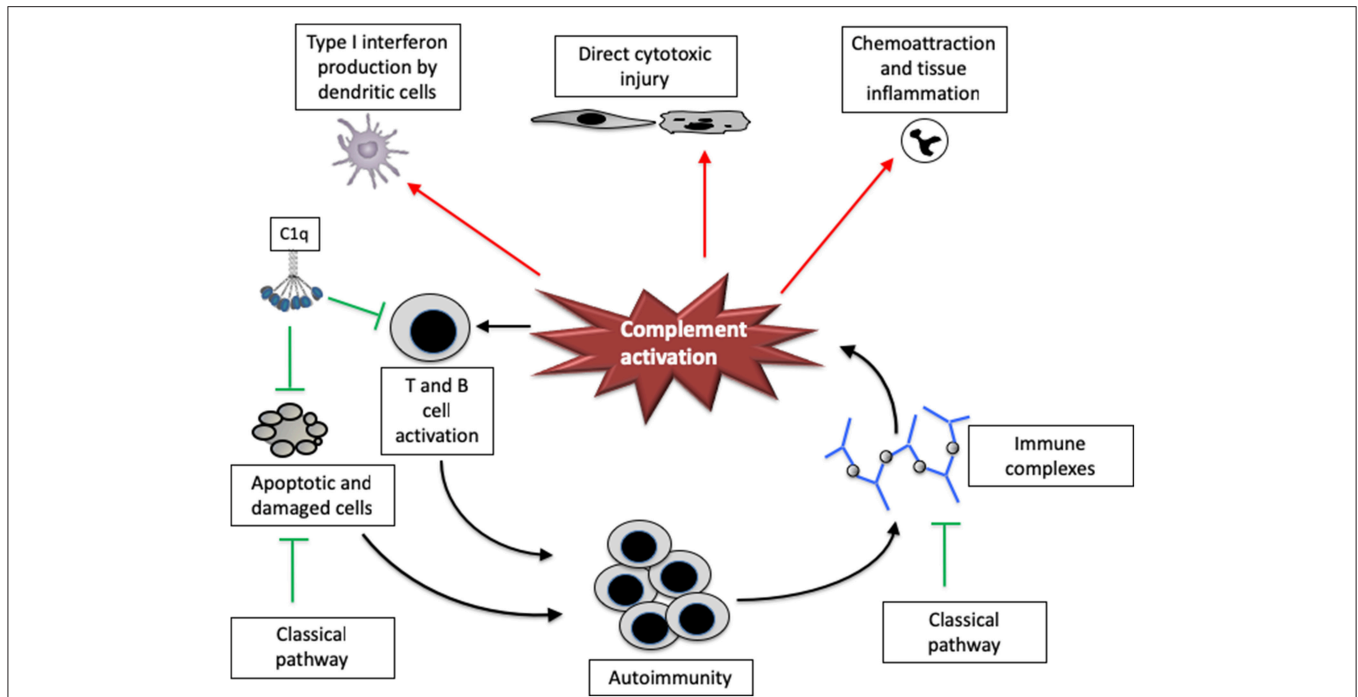 Type I interferon
production by
dendritic cells
Direct cytotoxic
injury
Chemoattraction
and tissue
inflammation
C1q
Complement
activation
T and B
cell
activation
Immune
complexes
Apoptotic and
damaged cells
Classical
pathway
Autoimmunity
Classical
pathway